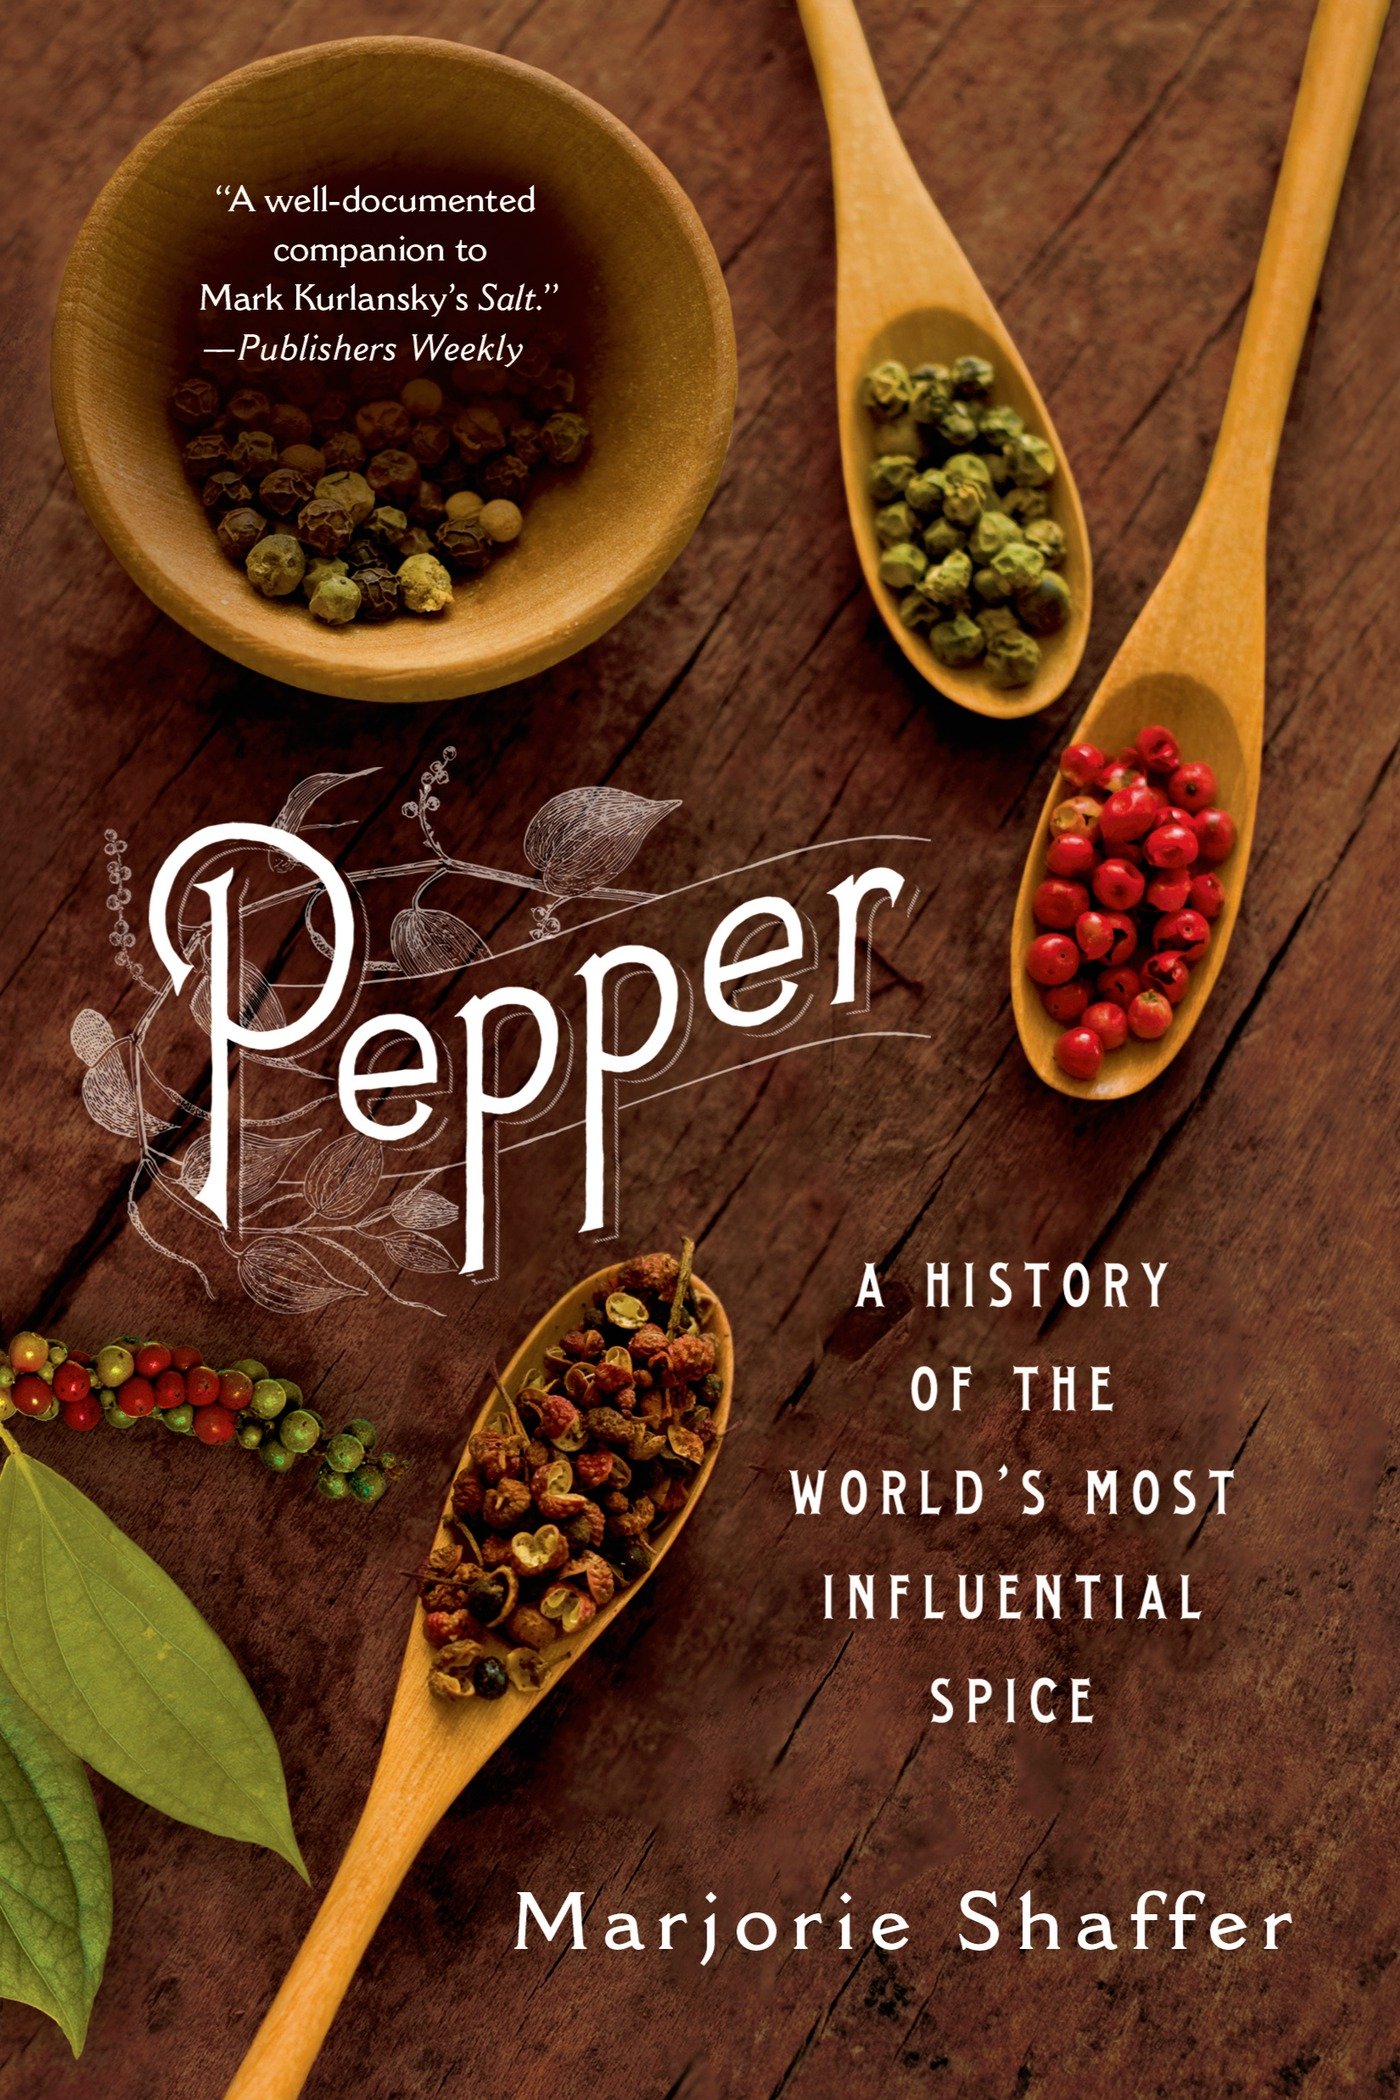 “A well-documented
companion to
Mark Kurlansky’s Salt.”
—Publishers Weekly
Pepper
A HISTORY
OF THE
WORLD’S MOST
INFLUENTIAL
SPICE
Marjorie Shaffer